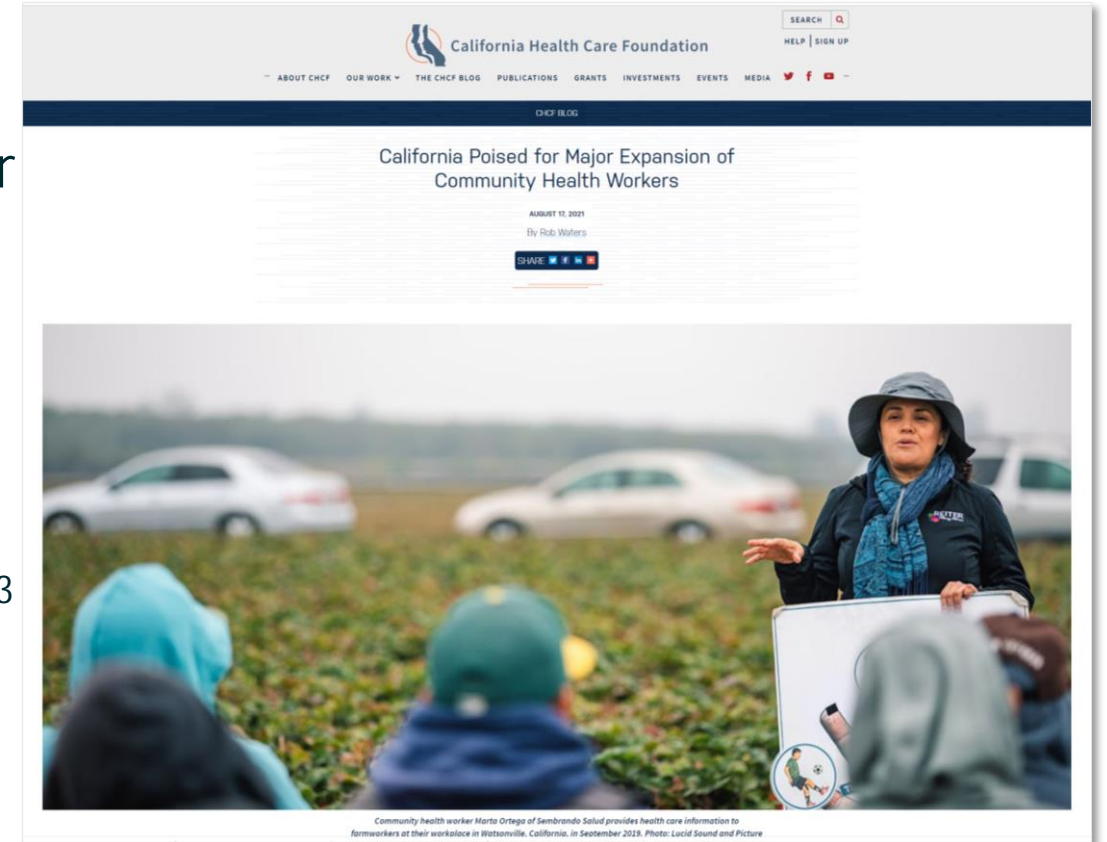 SEARCH
HELP | SIGN UP
California Health Care Foundation
ABOUT CHCF OUR WORK THE CHCF BLOG PUBLICATIONS GRANTS INVESTMENTS EVENTS MEDIA
CHCF BLOG
r
California Poised for Major Expansion of
Community Health Workers
AUGUST 17, 2021
By Rob Waters
SHARE
REITER
3
Community health worker Marta Ortega of Sembrando Salud provides health care information to
farmworkers at their workplace in Watsonville, California, in September 2019. Photo: Lucid Sound and Picture